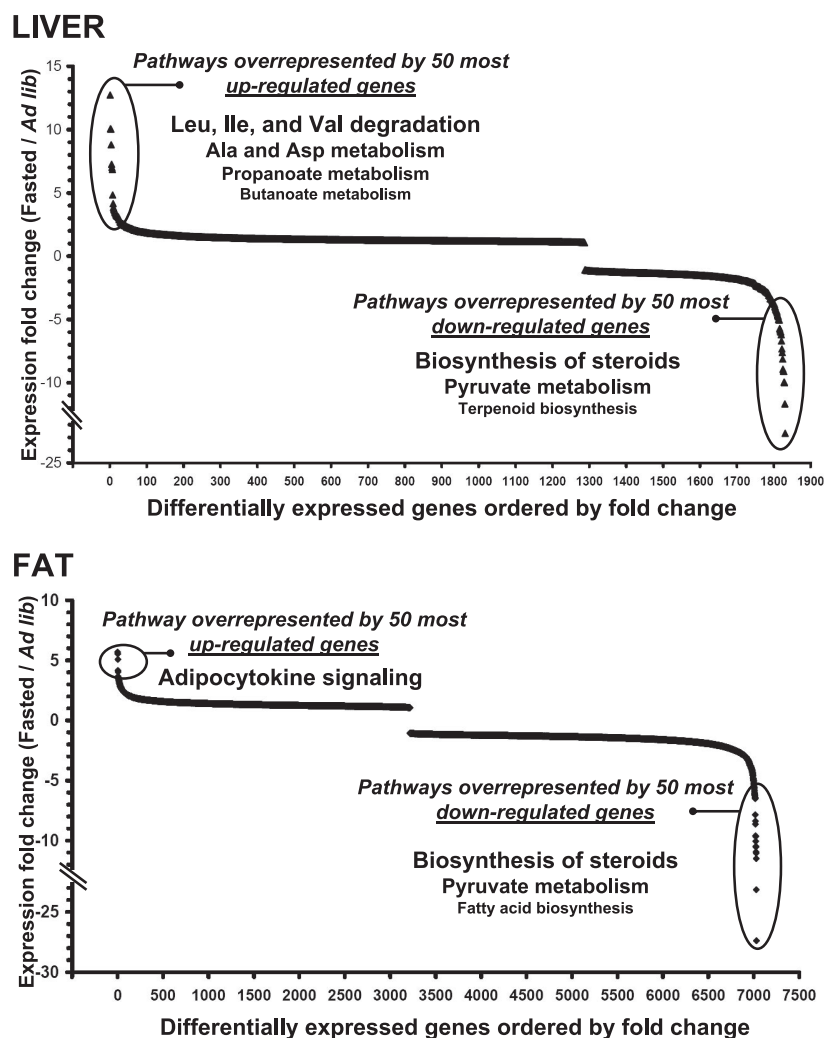 LIVER
Pathways overrepresented by 50 most
up-regulated genes
Leu, Ile, and Val degradation
Ala and Asp metabolism
Propanoate metabolism
Butanoate metabolism
Expression fold change (Fasted / Ad lib)
15
10
5
0
-5
-10
-25
Pathways overrepresented by 50 most
down-regulated genes
Biosynthesis of steroids
Pyruvate metabolism
Terpenoid biosynthesis
0 100 200 300 400 500 600 700 800 900 1000 1100 1200 1300 1400 1500 1600 1700 1800 1900
Differentially expressed genes ordered by fold change
FAT
Pathway overrepresented by 50 most
up-regulated genes
Adipocytokine signaling
Expression fold change (Fasted / Ad lib)
10
5
0
-5
-10
-25
-30
Pathways overrepresented by 50 most
down-regulated genes
Biosynthesis of steroids
Pyruvate metabolism
Fatty acid biosynthesis
0 500 1000 1500 2000 2500 3000 3500 4000 4500 5000 5500 6000 6500 7000 7500
Differentially expressed genes ordered by fold change